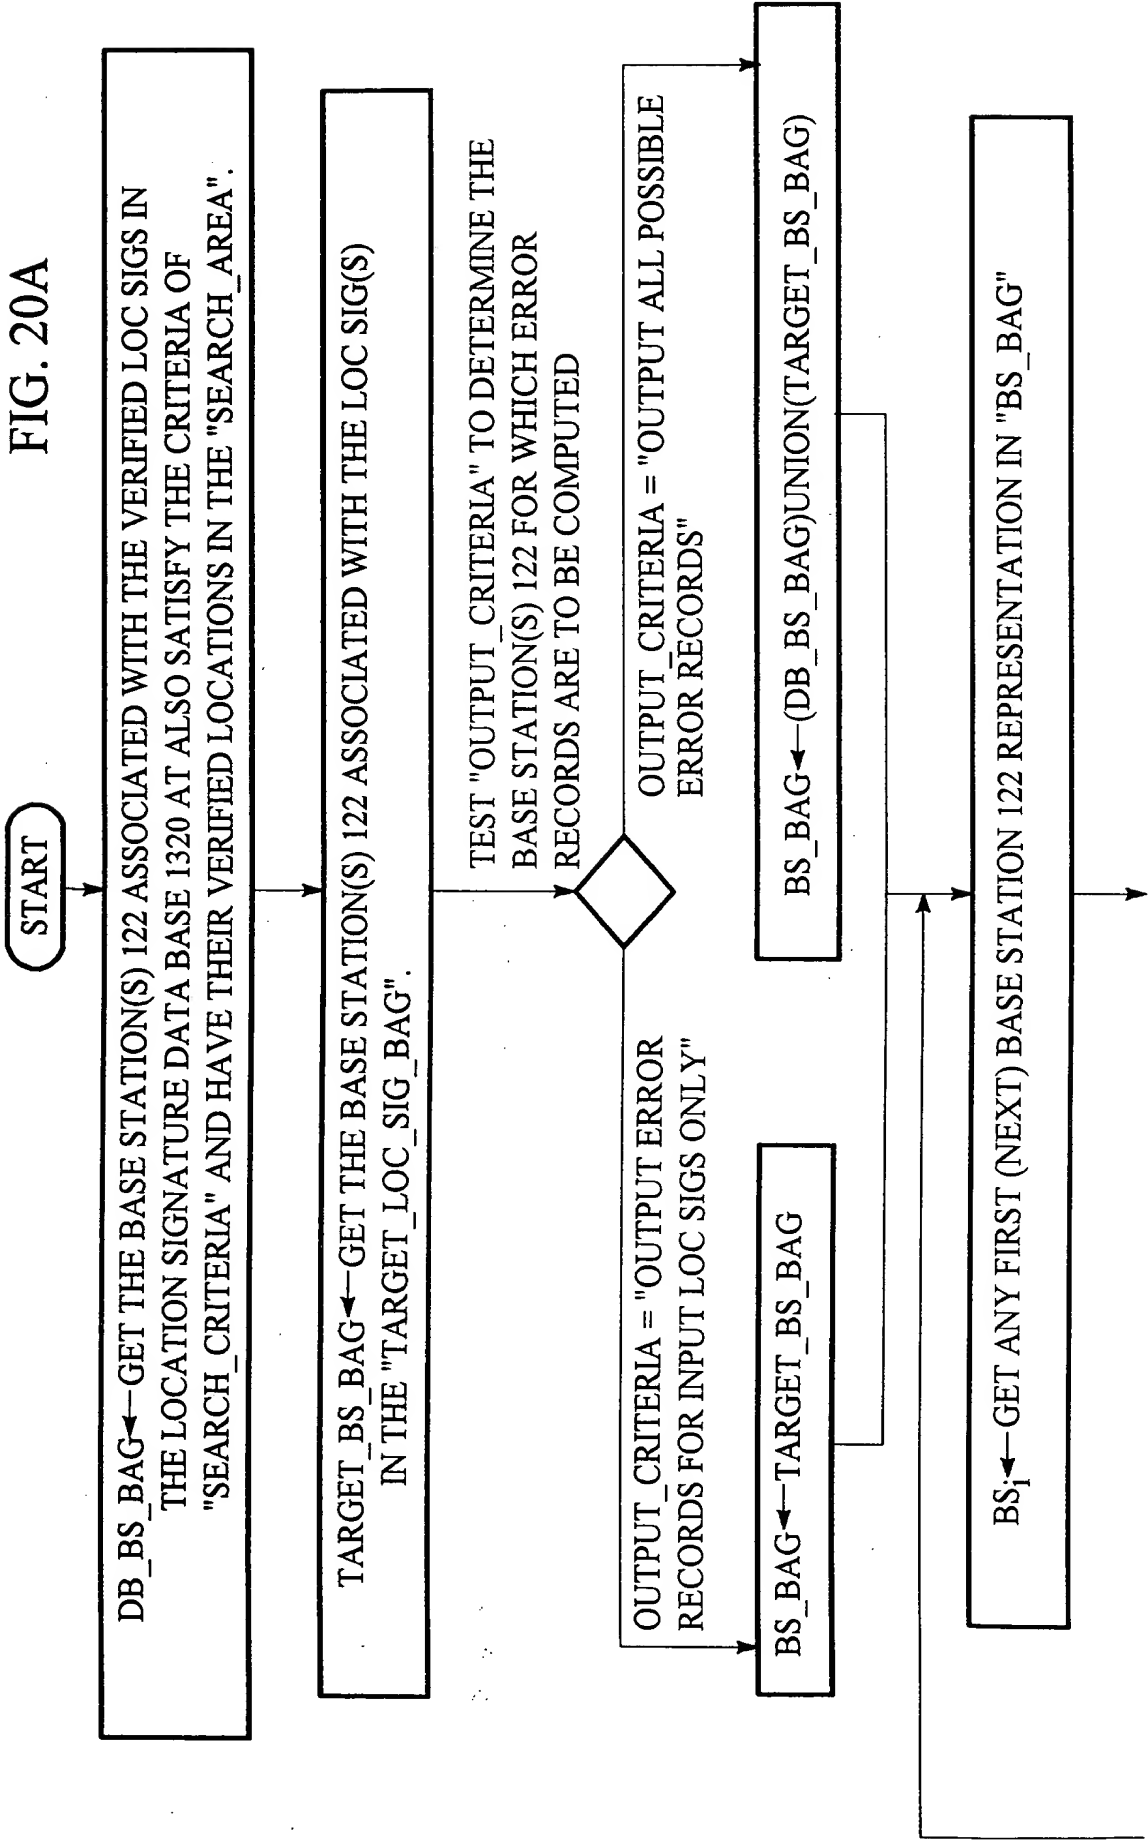 FIG. 20A
START
DB_BS_BAG←GET THE BASE STATION(S) 122 ASSOCIATED WITH THE VERIFIED LOC SIGS IN
THE LOCATION SIGNATURE DATA BASE 1320 AT ALSO SATISFY THE CRITERIA OF
"SEARCH_CRITERIA" AND HAVE THEIR VERIFIED LOCATIONS IN THE "SEARCH_AREA".
TARGET_BS_BAG←GET THE BASE STATION(S) 122 ASSOCIATED WITH THE LOC SIG(S)
IN THE "TARGET_LOC_SIG_BAG".
TEST "OUTPUT_CRITERIA" TO DETERMINE THE
BASE STATION(S) 122 FOR WHICH ERROR
RECORDS ARE TO BE COMPUTED
OUTPUT_CRITERIA = "OUTPUT ERROR
RECORDS FOR INPUT LOC SIGS ONLY"
OUTPUT_CRITERIA = "OUTPUT ALL POSSIBLE
ERROR RECORDS"
BS_BAG←TARGET_BS_BAG
BS_BAG←(DB_BS_BAG)UNION(TARGET_BS_BAG)
BSi←GET ANY FIRST (NEXT) BASE STATION 122 REPRESENTATION IN "BS_BAG"